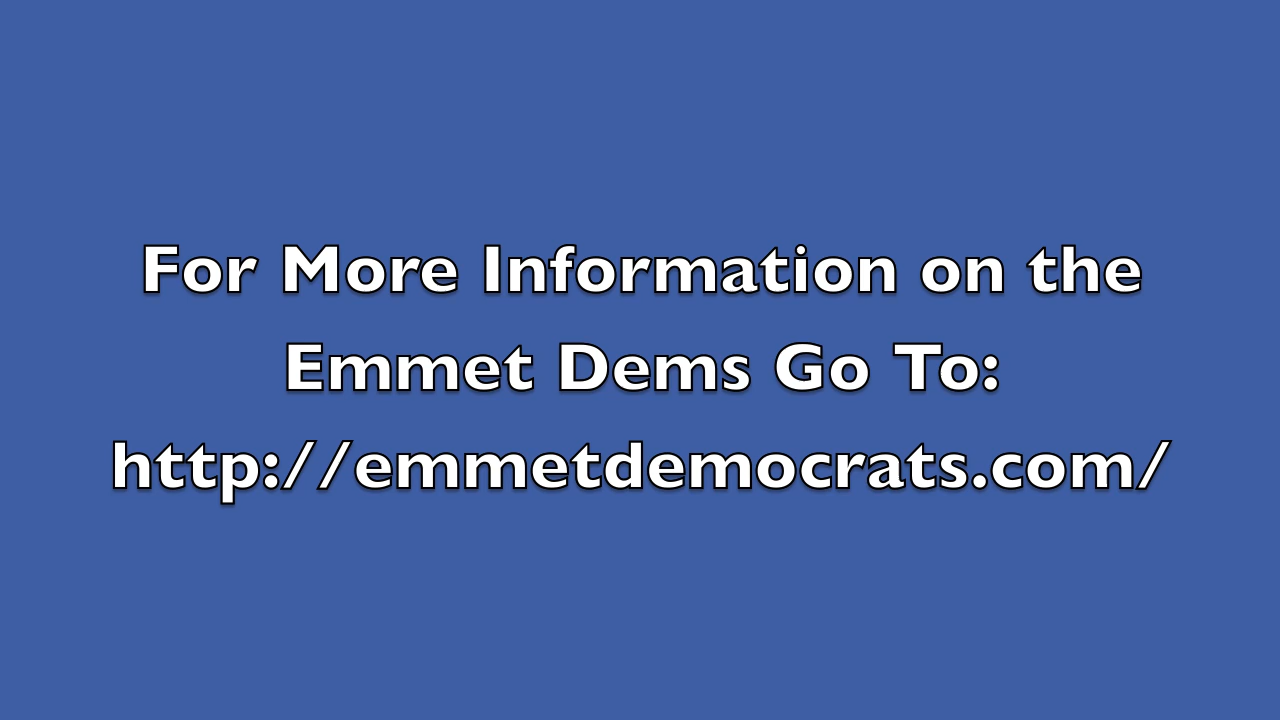 For More Information on the
Emmet Dems Go To:
http://emmetdemocrats.com/